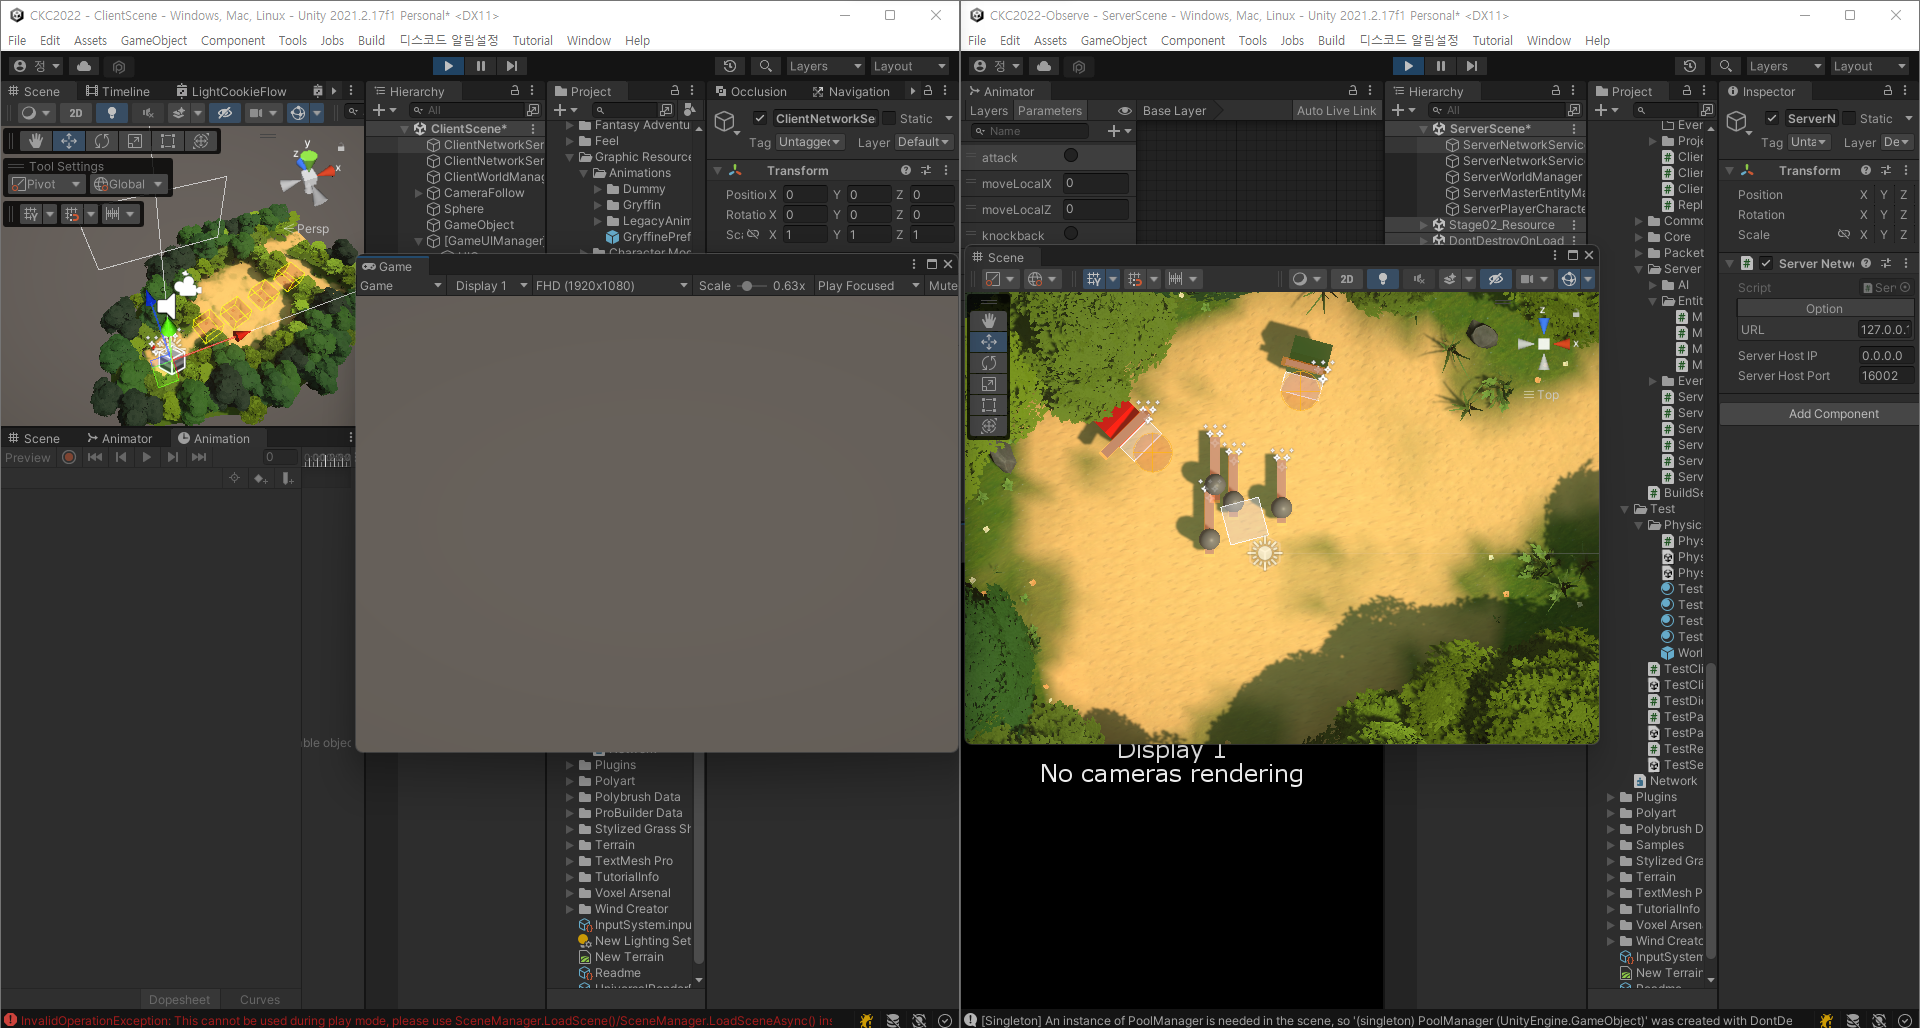 CKC2022 - ClientScene - Windows, Mac, Linux - Unity 2021.2.17f1 Personal* <DX11>
File Edit Assets GameObject Component Tools Jobs Build 디스코드 알림설정 Tutorial Window Help
정 Layers Layout
Scene Timeline LightCookieFlow
2D
All
Tool Settings
Pivot Global
y
x
z
Persp
Hierarchy
All
ClientScene*
ClientNetworkSer
ClientNetworkSer
ClientWorldManag
CameraFollow
Sphere
GameObject
[GameUIManager]
Project
Fantasy Adventu
Feel
Graphic Resource
Animations
Dummy
Gryffin
LegacyAnim
GryffinePref
Occlusion Navigation
ClientNetworkSe Static
Tag Untagged Layer Default
Transform
Positio X 0 Y 0 Z 0
Rotatio X 0 Y 0 Z 0
Sc X 1 Y 1 Z 1
Game
Game Display 1 FHD (1920x1080) Scale 0.63x Play Focused Mute
Scene Animator Animation
Preview 0
ble objec
Dopesheet Curves
Plugins
Polyart
Polybrush Data
ProBuilder Data
Stylized Grass Sh
Terrain
TextMesh Pro
TutorialInfo
Voxel Arsenal
Wind Creator
InputSystem.inpu
New Lighting Set
New Terrain
Readme
InvalidOperationException: This cannot be used during play mode, please use SceneManager.LoadScene()/SceneManager.LoadSceneAsync() ins
CKC2022-Observe - ServerScene - Windows, Mac, Linux - Unity 2021.2.17f1 Personal* <DX11>
File Edit Assets GameObject Component Tools Jobs Build 디스코드 알림설정 Tutorial Window Help
정 Layers Layout
Animator
Layers Parameters Base Layer Auto Live Link
Name
attack
moveLocalX 0
moveLocalZ 0
knockback
Hierarchy
All
ServerScene*
ServerNetworkServic
ServerNetworkServic
ServerWorldManager
ServerMasterEntityMa
ServerPlayerCharacte
Stage02_Resource
DontDestroyOnLoad
Scene
2D
z
x
Top
Display 1
No cameras rendering
Project
Ever
Proje
Clien
Clien
Clien
Repl
Commo
Core
Packet
Server
AI
Entit
M
M
M
M
Ever
Serv
Serv
Serv
Serv
Serv
Serv
BuildSe
Test
Physic
Phys
Phys
Phys
Test
Test
Test
Test
Worl
TestCli
TestCli
TestDi
TestPa
TestPa
TestRe
TestSe
Network
Plugins
Polyart
Polybrush D
Samples
Stylized Gra
Terrain
TextMesh P
TutorialInfo
Voxel Arsen
Wind Creato
InputSystem
New Terrain
Inspector
ServerN Static
Tag Unta Layer De
Transform
Position X Y Z
Rotation X Y Z
Scale X Y Z
Server Netw
Script Ser
Option
URL 127.0.0.1
Server Host IP 0.0.0.0
Server Host Port 16002
Add Component
[Singleton] An instance of PoolManager is needed in the scene, so '(singleton) PoolManager (UnityEngine.GameObject)' was created with DontDe